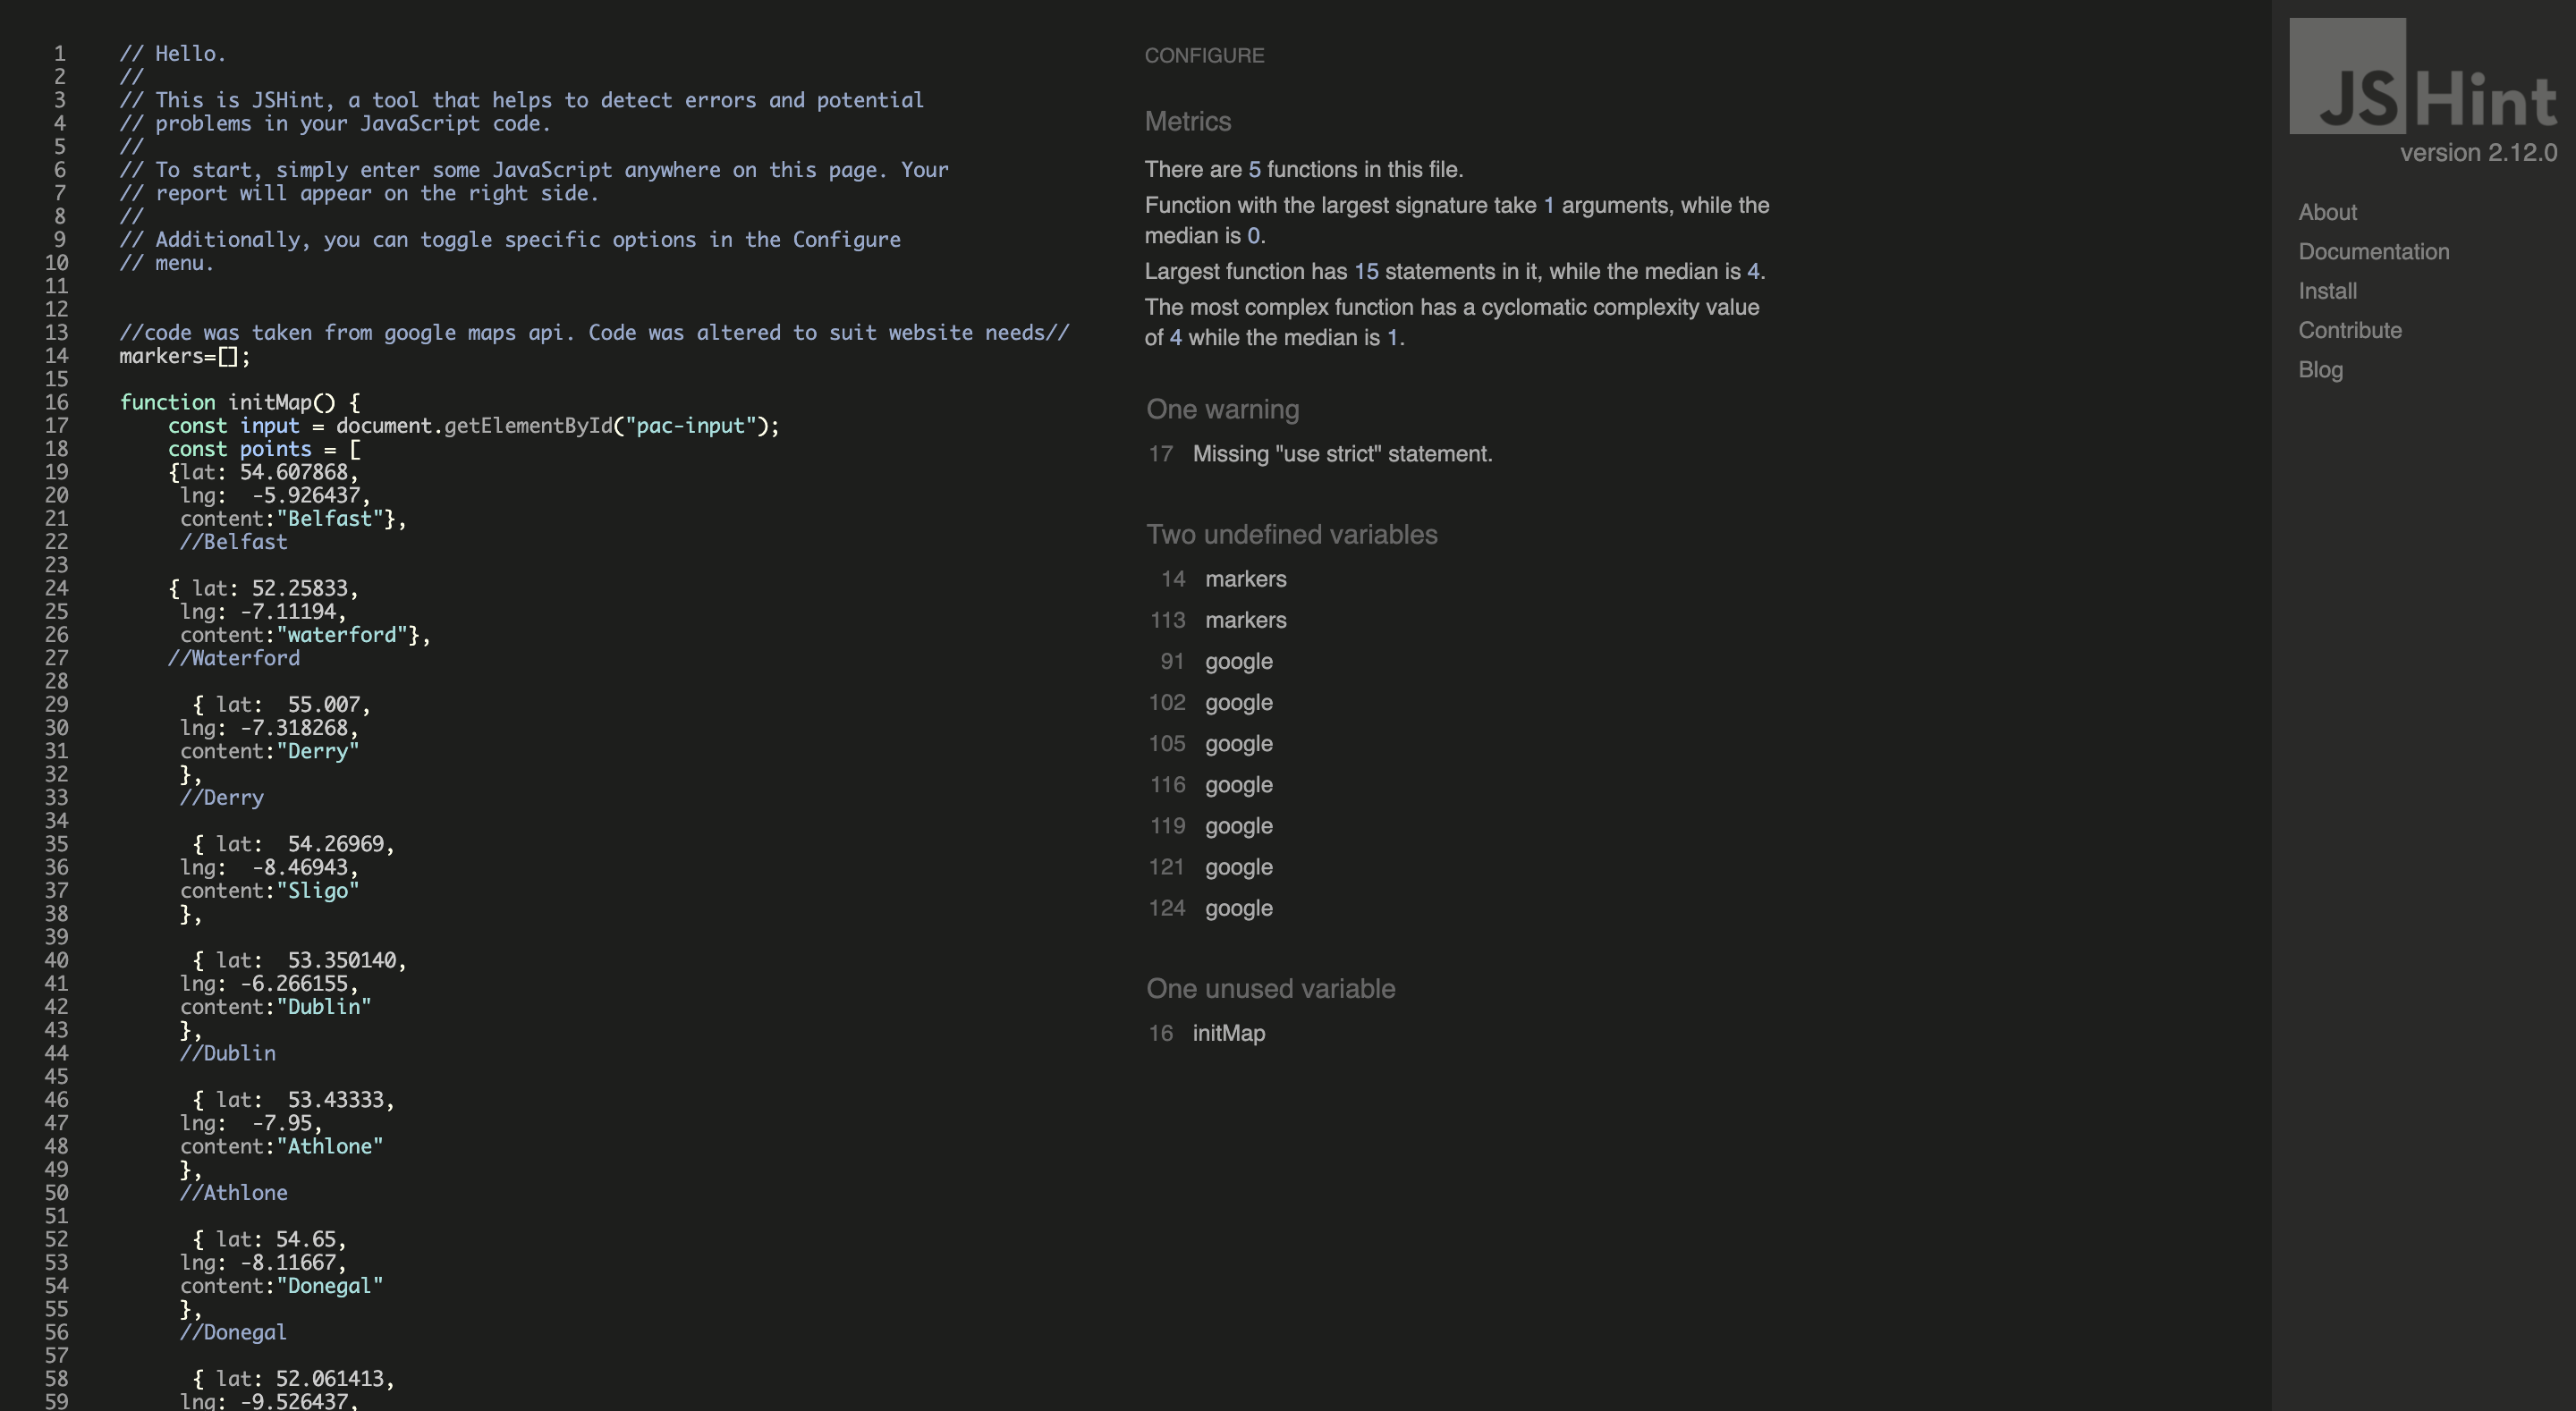 1 // Hello.
2 //
3 // This is JSHint, a tool that helps to detect errors and potential
4 // problems in your JavaScript code.
5 //
6 // To start, simply enter some JavaScript anywhere on this page. Your
7 // report will appear on the right side.
8 //
9 // Additionally, you can toggle specific options in the Configure
10 // menu.
11
12
13 //code was taken from google maps api. Code was altered to suit website needs//
14 markers=[];
15
16 function initMap() {
17 const input = document.getElementById("pac-input");
18 const points = [
19 {lat: 54.607868,
20 lng:  -5.926437,
21 content:"Belfast"},
22 //Belfast
23
24 { lat: 52.25833,
25 lng: -7.11194,
26 content:"waterford"},
27 //Waterford
28
29 { lat:  55.007,
30 lng: -7.318268,
31 content:"Derry"
32 },
33 //Derry
34
35 { lat:  54.26969,
36 lng:  -8.46943,
37 content:"Sligo"
38 },
39
40 { lat:  53.350140,
41 lng: -6.266155,
42 content:"Dublin"
43 },
44 //Dublin
45
46 { lat:  53.43333,
47 lng:  -7.95,
48 content:"Athlone"
49 },
50 //Athlone
51
52 { lat: 54.65,
53 lng: -8.11667,
54 content:"Donegal"
55 },
56 //Donegal
57
58 { lat: 52.061413,
59 lng: -9.526437,
CONFIGURE
Metrics
There are 5 functions in this file.
Function with the largest signature take 1 arguments, while the
median is 0.
Largest function has 15 statements in it, while the median is 4.
The most complex function has a cyclomatic complexity value
of 4 while the median is 1.
One warning
17 Missing "use strict" statement.
Two undefined variables
14 markers
113 markers
91 google
102 google
105 google
116 google
119 google
121 google
124 google
One unused variable
16 initMap
JSHint
version 2.12.0
About
Documentation
Install
Contribute
Blog